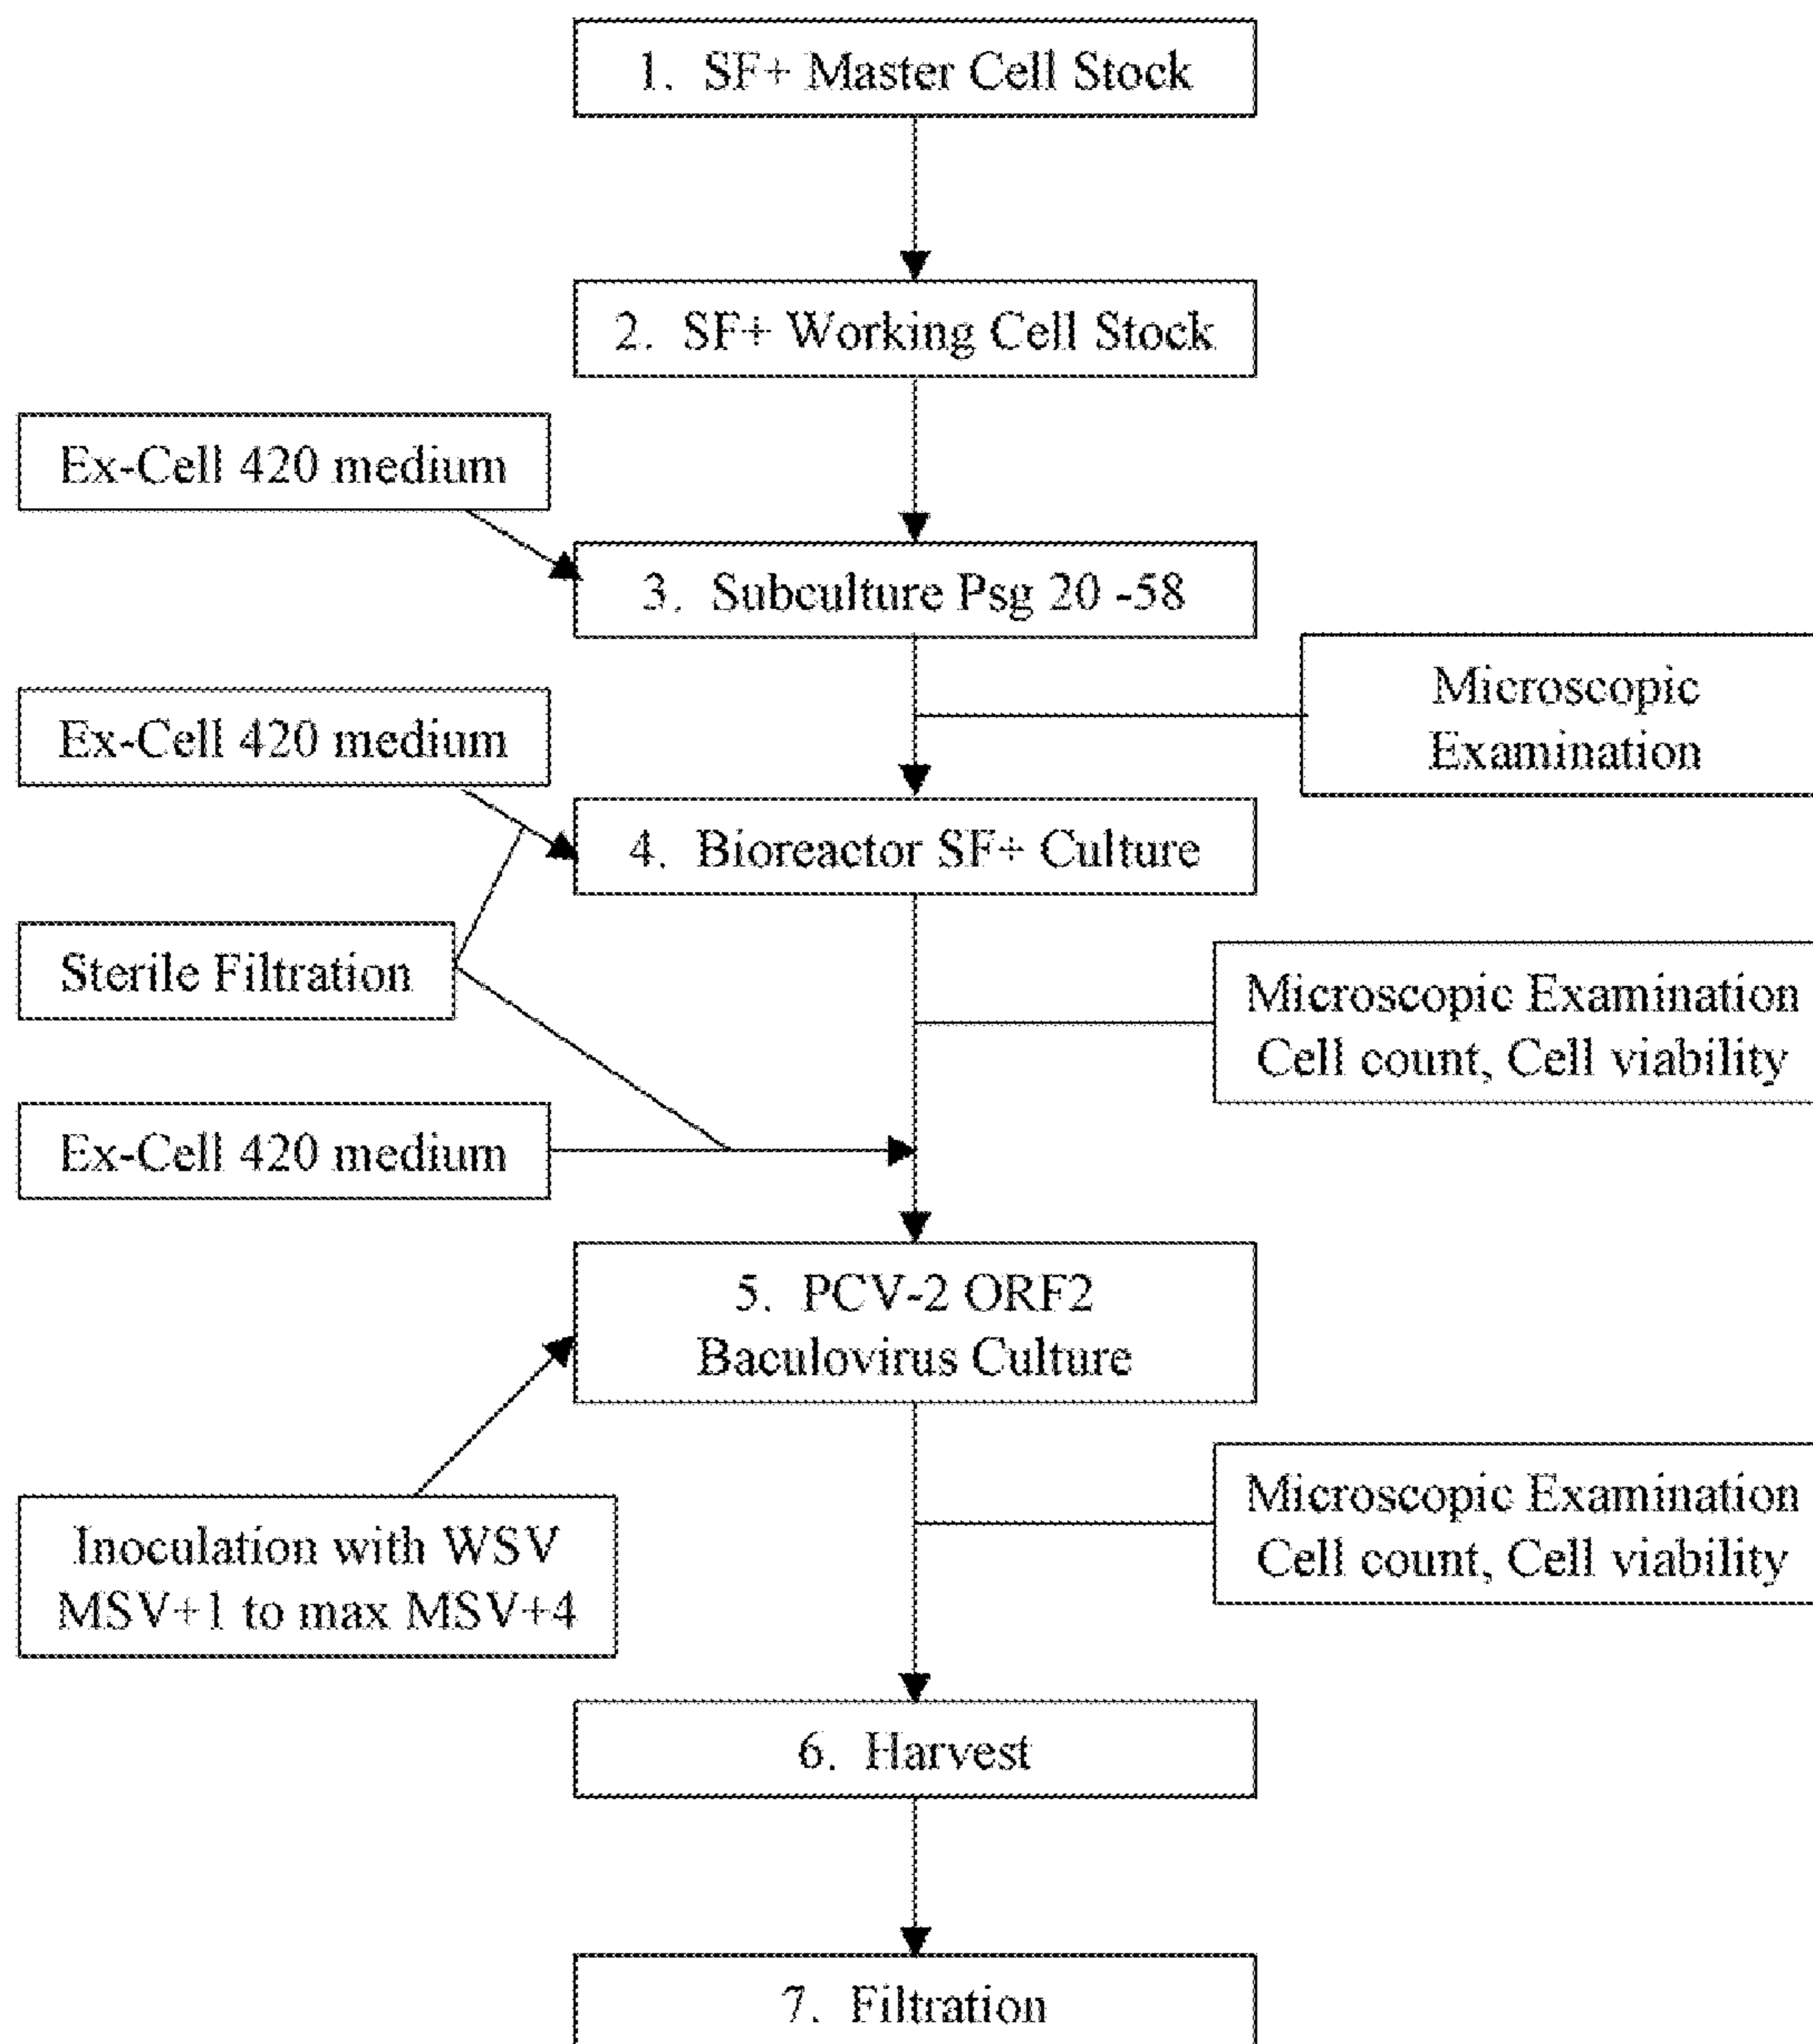 1. SF+ Master Cell Stock
2. SF+ Working Cell Stock
Ex-Cell 420 medium
3. Subculture Psg 20 -58
Microscopic
Examination
Ex-Cell 420 medium
4. Bioreactor SF+ Culture
Sterile Filtration
Microscopic Examination
Cell count, Cell viability
Ex-Cell 420 medium
5. PCV-2 ORF2
Baculovirus Culture
Inoculation with WSV
MSV+1 to max MSV+4
Microscopic Examination
Cell count, Cell viability
6. Harvest
7. Filtration